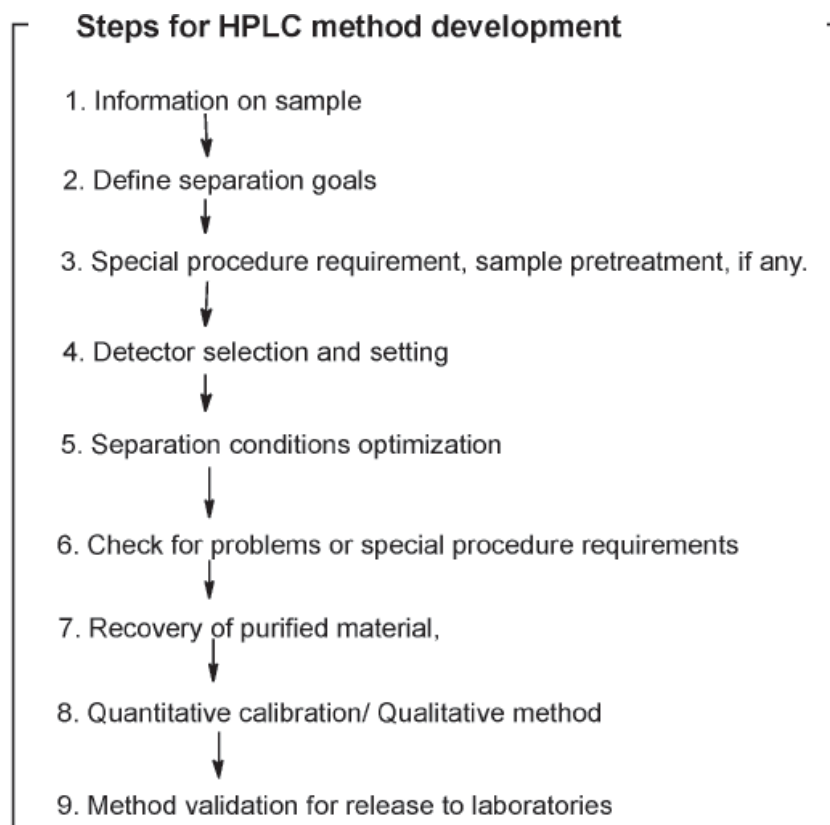 Steps for HPLC method development
1. Information on sample
2. Define separation goals
3. Special procedure requirement, sample pretreatment, if any.
4. Detector selection and setting
5. Separation conditions optimization
6. Check for problems or special procedure requirements
7. Recovery of purified material,
8. Quantitative calibration/ Qualitative method
9. Method validation for release to laboratories